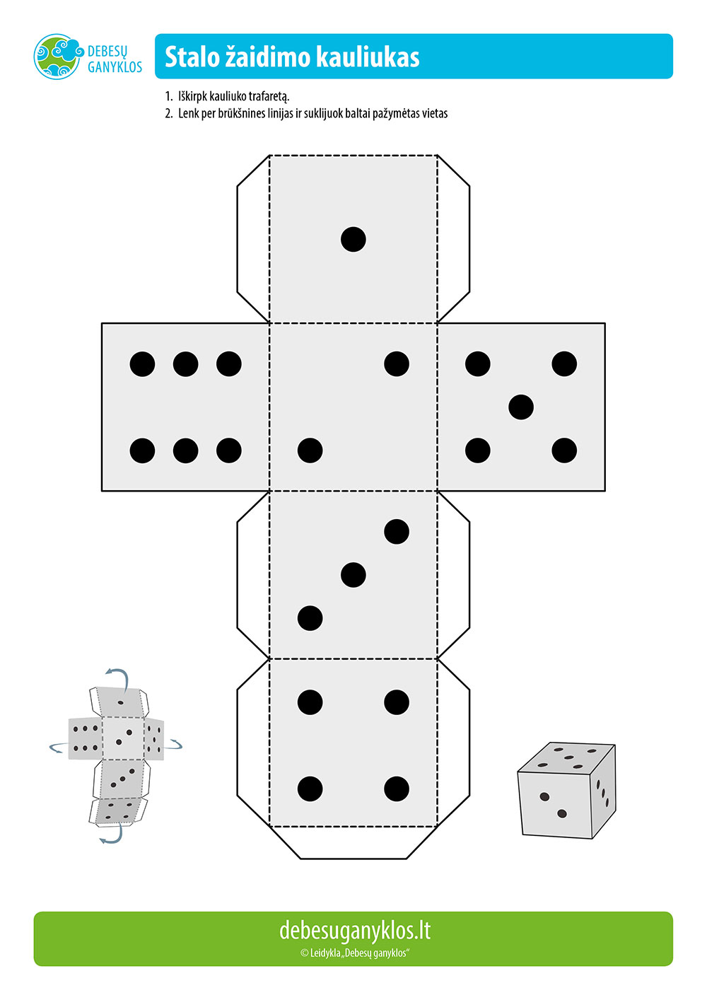 DEBESŲ
GANYKLOS
Stalo žaidimo kauliukas
1. Iškirpk kauliuko trafaretą.
2. Lenk per brūkšnines linijas ir suklijuok baltai pažymėtas vietas
debesuganyklos.lt
© Leidykla „Debesų ganyklos“